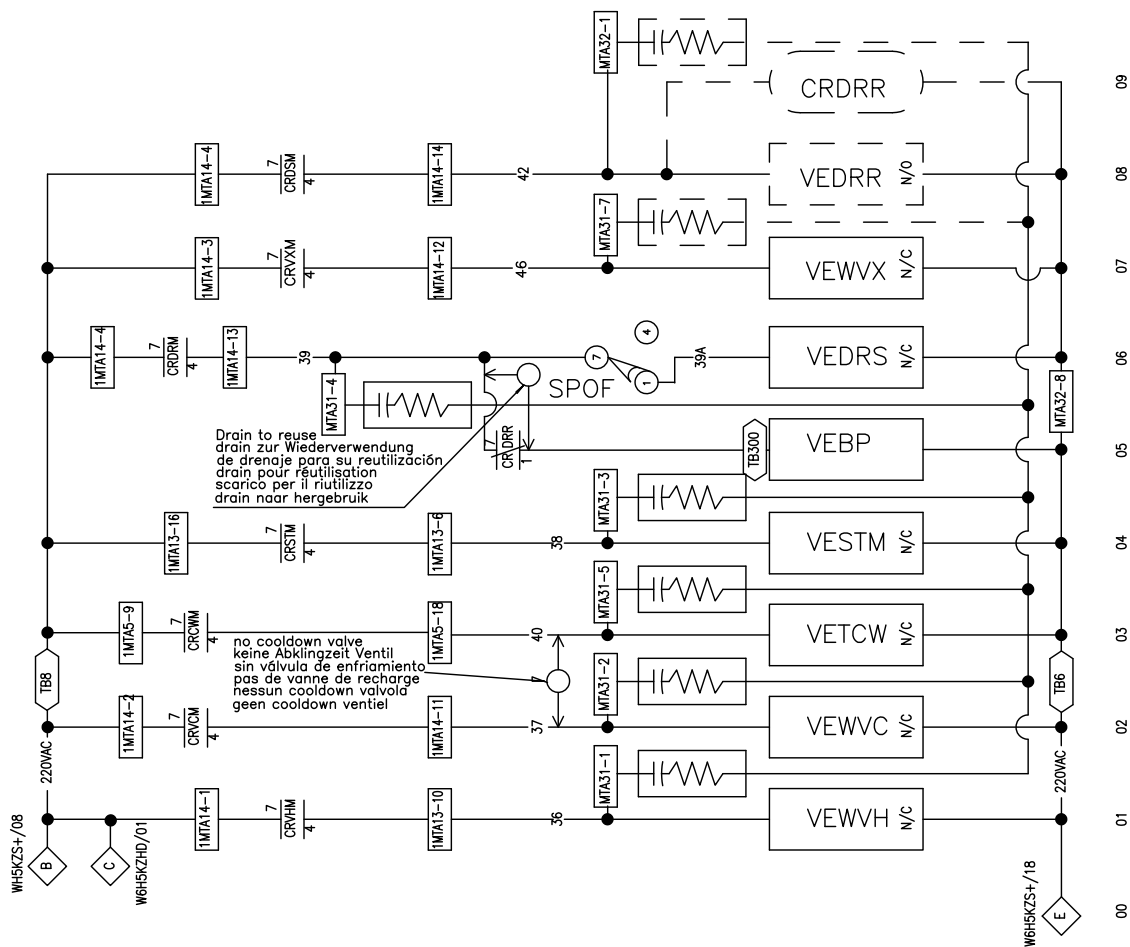 MTA32-1
CRDRR
09
1MTA14-4
7
CRDSM
4
1MTA14-14
42
VEDRR
N/O
08
MTA31-7
1MTA14-3
7
CRVXM
4
1MTA14-12
46
VEWVX
N/C
07
1MTA14-4
7
CRDRM
4
1MTA14-13
39
7
4
1
39A
VEDRS
N/C
06
MTA31-4
SPOF
MTA32-8
Drain to reuse
drain zur Wiederverwendung
de drenaje para su reutilización
drain pour réutilisation
scarico per il riutilizzo
drain naar hergebruik
7
CRDRR
1
TB300
VEBP
05
MTA31-3
1MTA13-16
7
CRSTM
4
1MTA13-6
38
VESTM
N/C
04
MTA31-5
1MTA5-9
7
CRCWM
4
1MTA5-18
40
VETCW
N/C
03
no cooldown valve
keine Abklingzeit Ventil
sin válvula de enfriamiento
pas de vanne de recharge
nessun cooldown valvola
geen cooldown ventiel
TB8
MTA31-2
TB6
1MTA14-2
7
CRVCM
4
1MTA14-11
37
VEWVC
N/C
02
220VAC
MTA31-1
220VAC
1MTA14-1
7
CRVHM
4
1MTA13-10
36
VEWVH
N/C
01
WH5KZS+/08
B
C
W6H5KZHD/01
W6H5KZS+/18
E
00